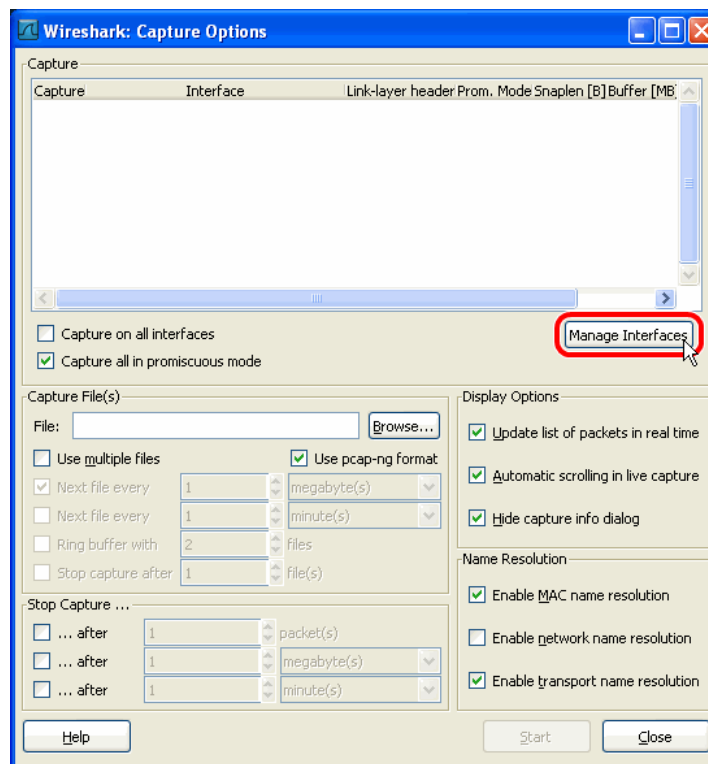 Wireshark: Capture Options
Capture
Capture Interface Link-layer header Prom. Mode Snaplen [B] Buffer [MB]
Capture on all interfaces
Manage Interfaces
Capture all in promiscuous mode
Capture File(s)
File: Browse...
Use multiple files Use pcap-ng format
Next file every 1 megabyte(s)
Next file every 1 minute(s)
Ring buffer with 2 files
Stop capture after 1 file(s)
Stop Capture ...
... after 1 packet(s)
... after 1 megabyte(s)
... after 1 minute(s)
Display Options
Update list of packets in real time
Automatic scrolling in live capture
Hide capture info dialog
Name Resolution
Enable MAC name resolution
Enable network name resolution
Enable transport name resolution
Help Start Close